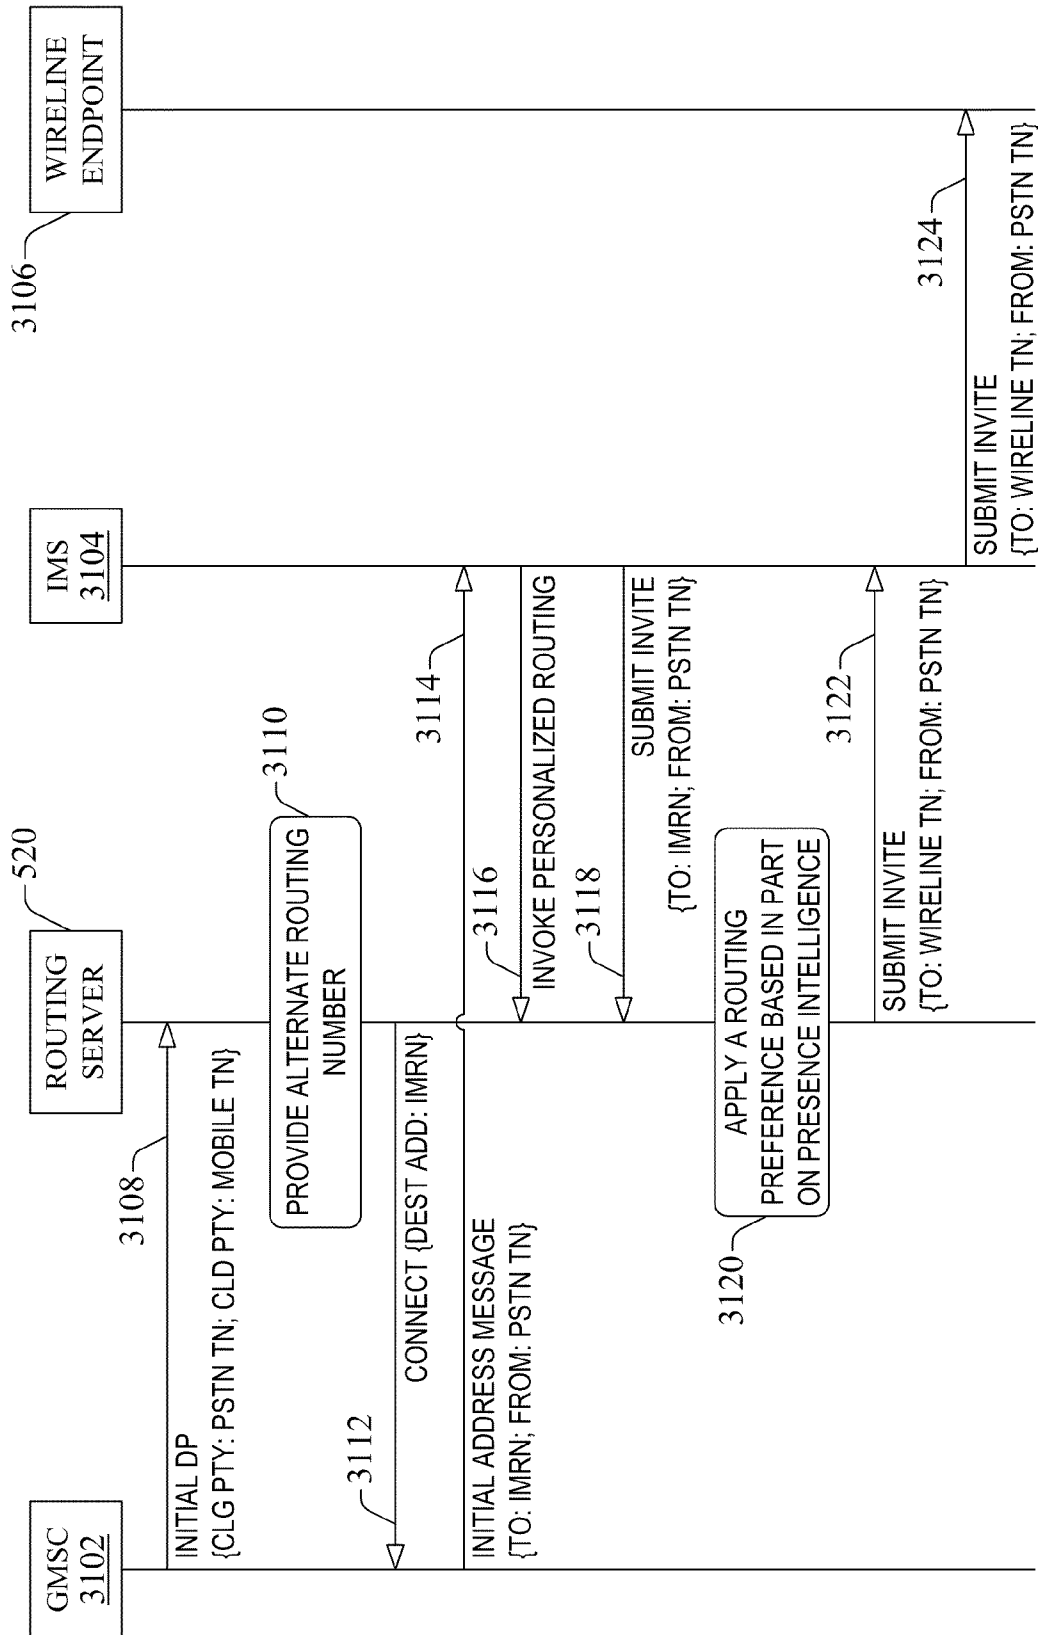 GMSC
3102
ROUTING
SERVER
520
IMS
3104
WIRELINE
ENDPOINT
3106
3108
INITIAL DP
{CLG PTY: PSTN TN; CLD PTY: MOBILE TN}
PROVIDE ALTERNATE ROUTING
NUMBER
3110
3112
CONNECT {DEST ADD: IMRN}
3114
INITIAL ADDRESS MESSAGE
{TO: IMRN; FROM: PSTN TN}
3116
INVOKE PERSONALIZED ROUTING
3118
SUBMIT INVITE
{TO: IMRN; FROM: PSTN TN}
APPLY A ROUTING
PREFERENCE BASED IN PART
ON PRESENCE INTELLIGENCE
3120
3122
SUBMIT INVITE
{TO: WIRELINE TN; FROM: PSTN TN}
3124
SUBMIT INVITE
{TO: WIRELINE TN; FROM: PSTN TN}